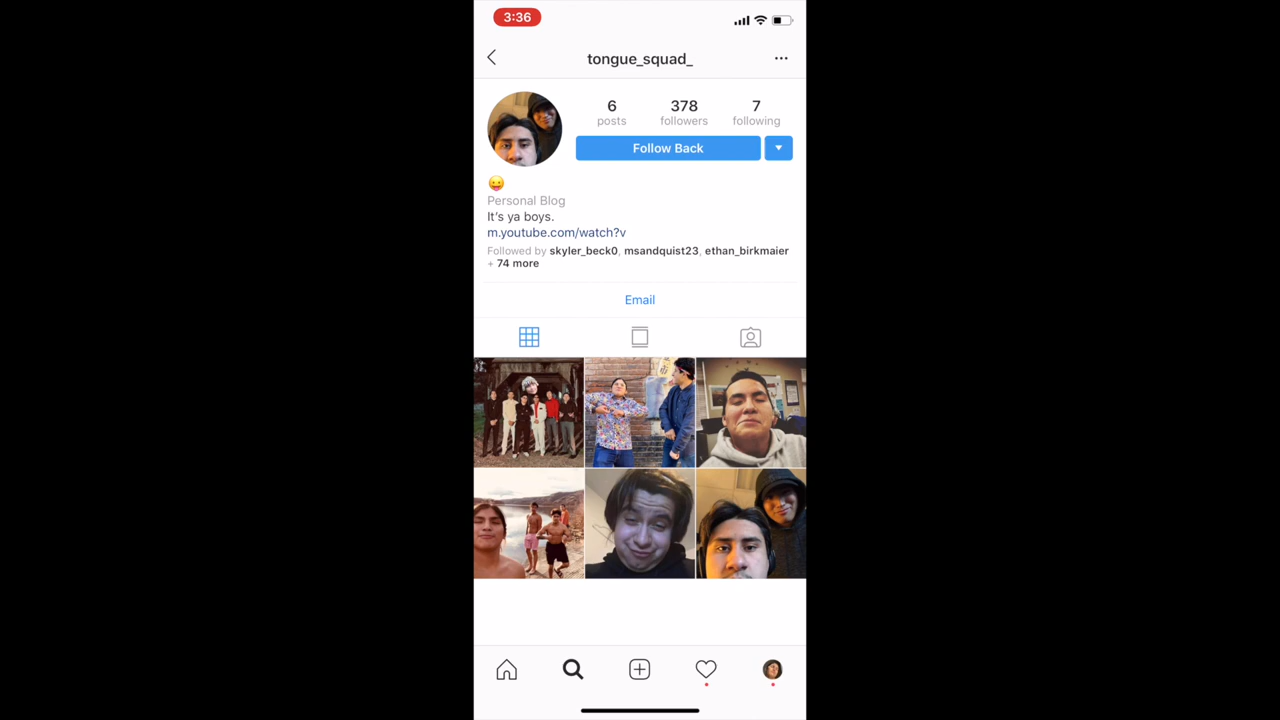 3:36
tongue_squad_
6 378 7
posts followers following
Follow Back
Personal Blog
It's ya boys.
m.youtube.com/watch?v
Followed by skyler_beck0, msandquist23, ethan_birkmaier
+ 74 more
Email